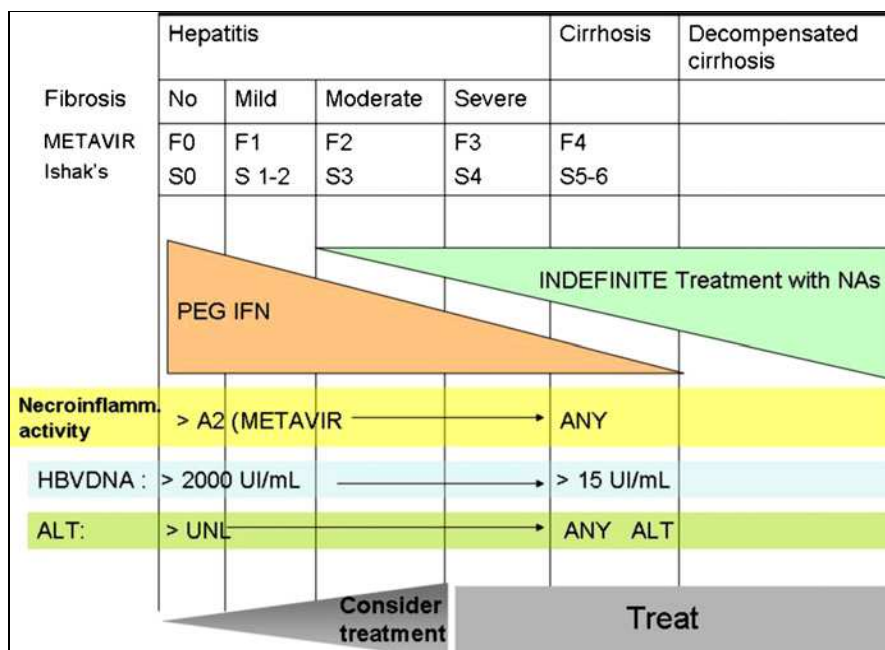 Hepatitis Cirrhosis Decompensated
cirrhosis
Fibrosis No Mild Moderate Severe
METAVIR F0 F1 F2 F3 F4
Ishak's S0 S 1-2 S3 S4 S5-6
INDEFINITE Treatment with NAs
PEG IFN
Necroinflamm.
activity > A2 (METAVIR ANY
HBVDNA : > 2000 UI/mL > 15 UI/mL
ALT: > UNL ANY ALT
Consider
treatment
Treat